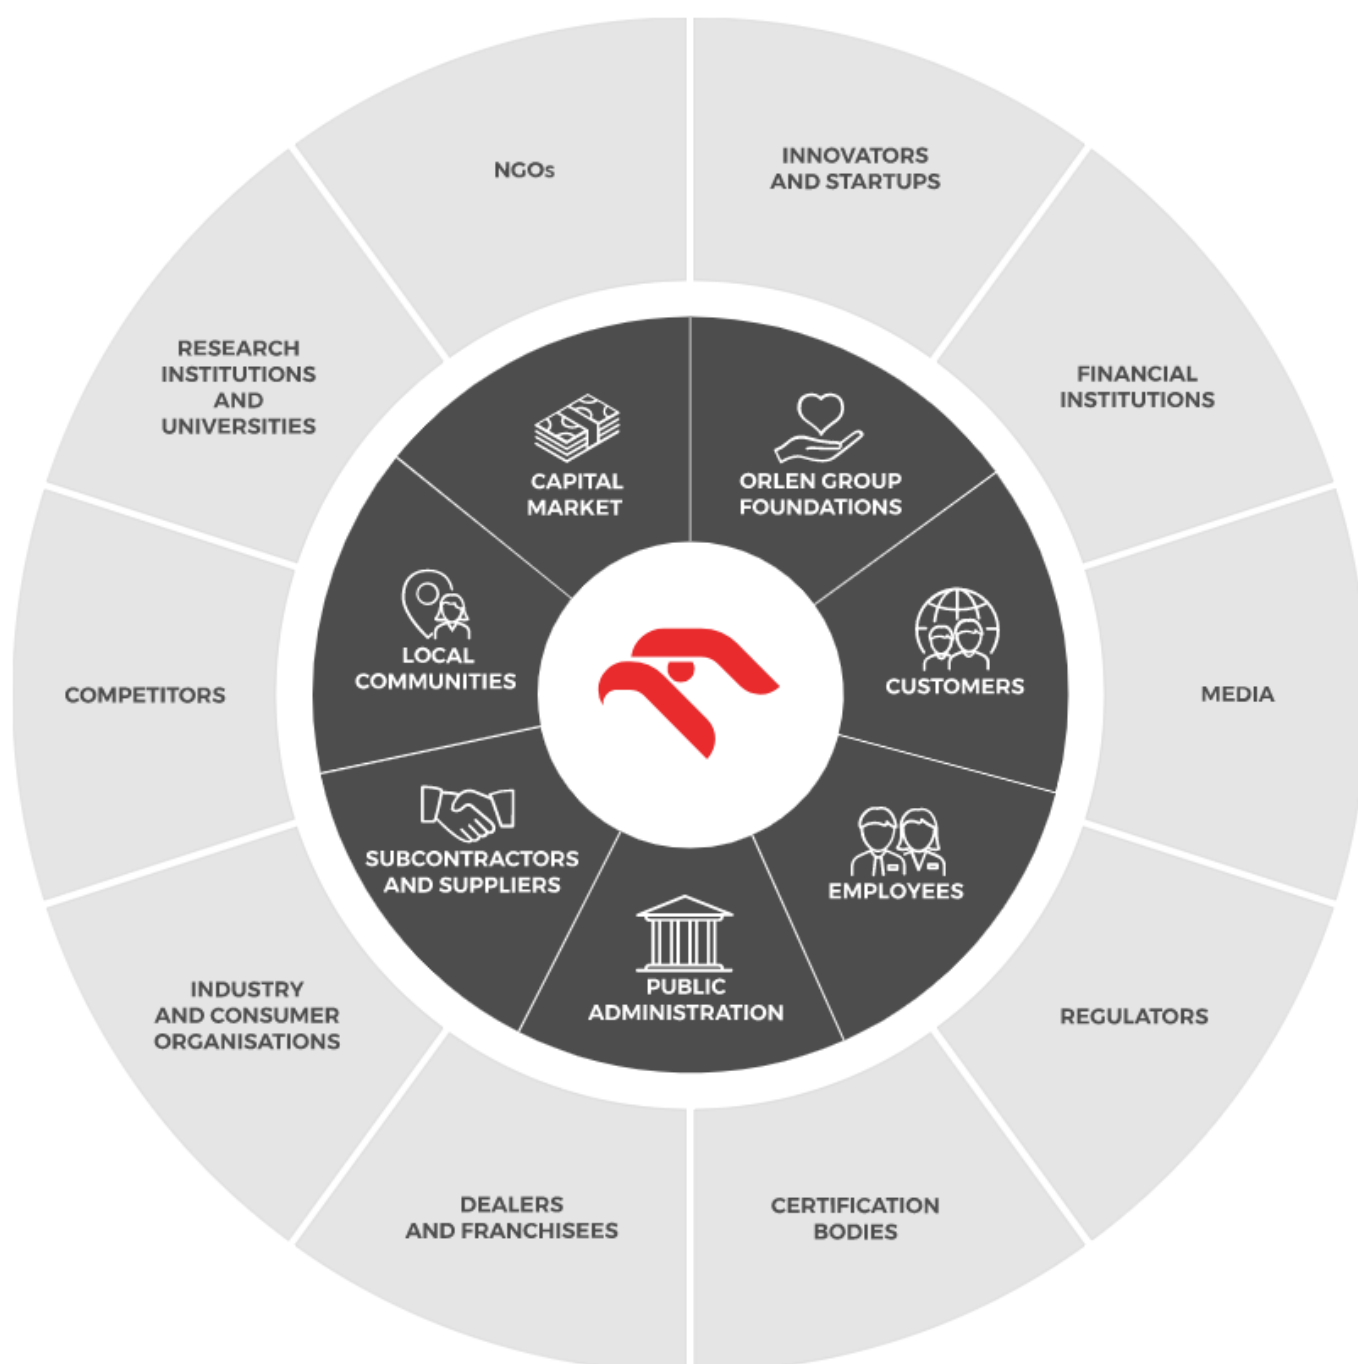 NGOs
INNOVATORS
AND STARTUPS
FINANCIAL
INSTITUTIONS
MEDIA
REGULATORS
CERTIFICATION
BODIES
DEALERS
AND FRANCHISEES
INDUSTRY
AND CONSUMER
ORGANISATIONS
COMPETITORS
RESEARCH
INSTITUTIONS
AND
UNIVERSITIES
CAPITAL
MARKET
ORLEN GROUP
FOUNDATIONS
CUSTOMERS
EMPLOYEES
PUBLIC
ADMINISTRATION
SUBCONTRACTORS
AND SUPPLIERS
LOCAL
COMMUNITIES